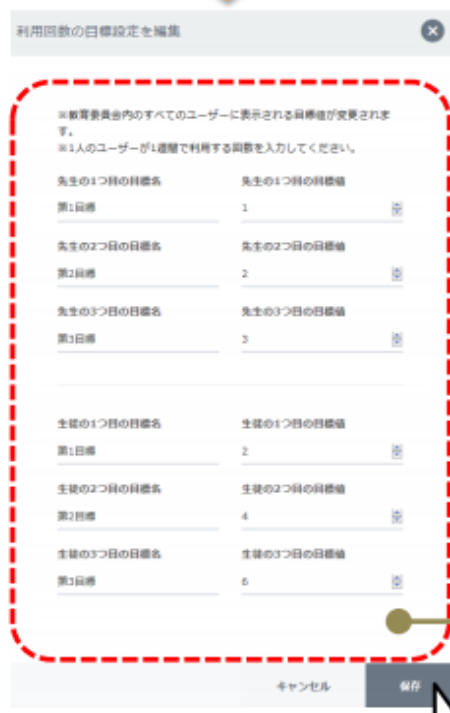 利用回数の目標設定を編集
※教育委員会内のすべてのユーザーに表示される目標値が変更されま
す。
※1人のユーザーが1週間で利用する回数を入力してください。
先生の1つ目の目標名 先生の1つ目の目標値
第1目標 1
先生の2つ目の目標名 先生の2つ目の目標値
第2目標 2
先生の3つ目の目標名 先生の3つ目の目標値
第3目標 3
生徒の1つ目の目標名 生徒の1つ目の目標値
第1目標 2
生徒の2つ目の目標名 生徒の2つ目の目標値
第2目標 4
生徒の3つ目の目標名 生徒の3つ目の目標値
第3目標 6
キャンセル 保存